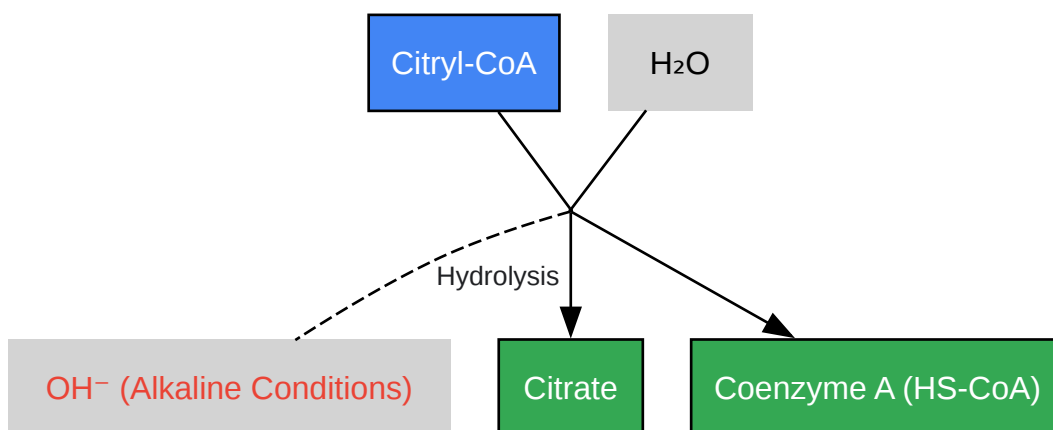 Citryl-CoA
H₂O
Hydrolysis
OH⁻ (Alkaline Conditions)
Citrate
Coenzyme A (HS-CoA)